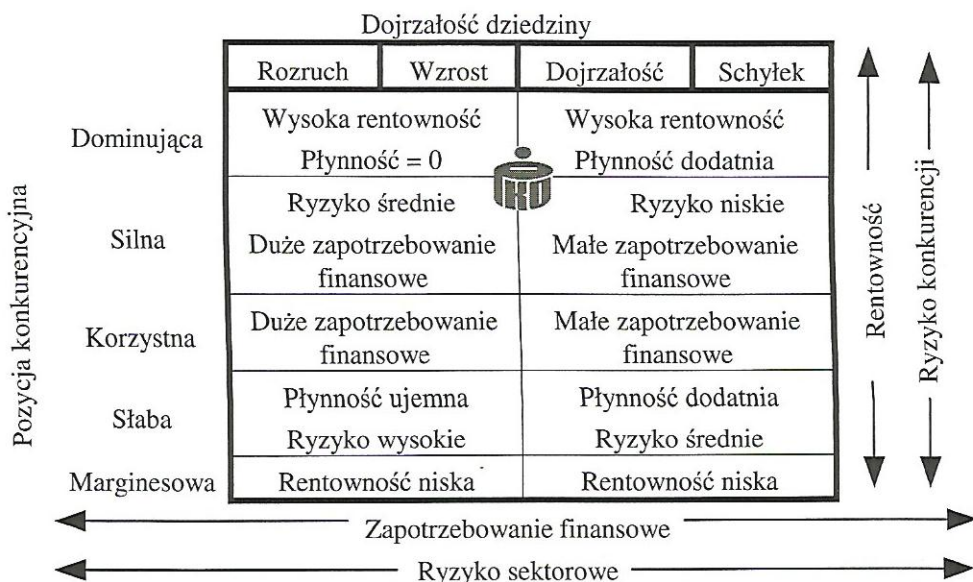 Dojrzałość dziedziny
Rozruch Wzrost Dojrzałość Schyłek
Dominująca
Wysoka rentowność Wysoka rentowność
Płynność = 0 Płynność dodatnia
Ryzyko średnie Ryzyko niskie
Silna
Duże zapotrzebowanie Małe zapotrzebowanie
finansowe finansowe
Korzystna
Duże zapotrzebowanie Małe zapotrzebowanie
finansowe finansowe
Słaba
Płynność ujemna Płynność dodatnia
Ryzyko wysokie Ryzyko średnie
Marginesowa Rentowność niska Rentowność niska
Pozycja konkurencyjna
Rentowność
Ryzyko konkurencji
Zapotrzebowanie finansowe
Ryzyko sektorowe